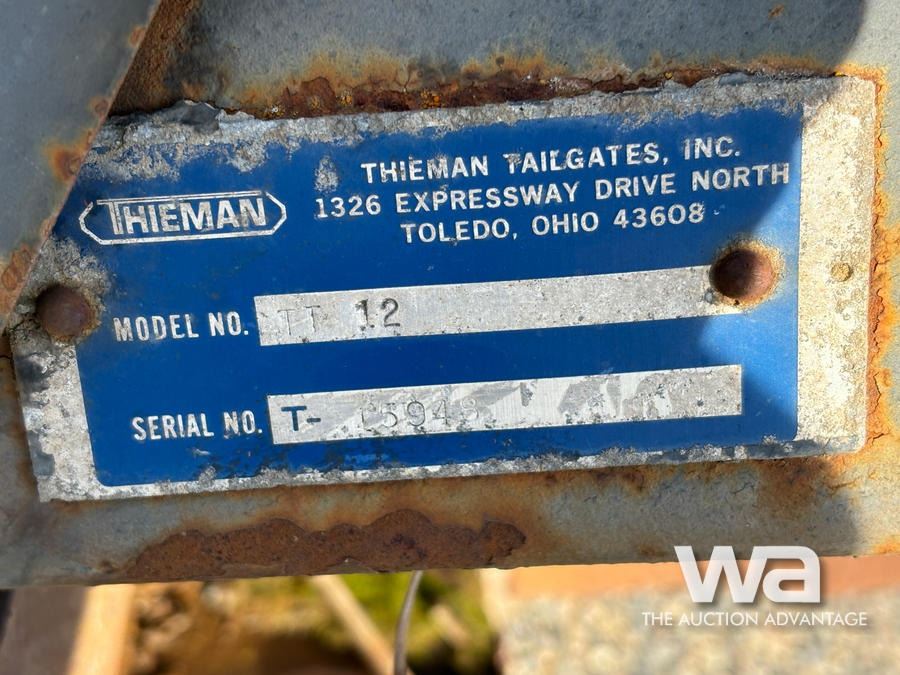 THIEMAN
THIEMAN TAILGATES, INC.
1326 EXPRESSWAY DRIVE NORTH
TOLEDO, OHIO 43608
MODEL NO. TT 12
SERIAL NO. T-
wa
THE AUCTION ADVANTAGE